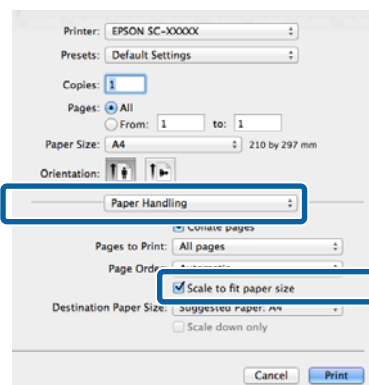 Printer: EPSON SC-XXXXX
Presets: Default Settings
Copies: 1
Pages: All
From: 1 to: 1
Paper Size: A4 210 by 297 mm
Orientation:
Paper Handling
Collate pages
Pages to Print: All pages
Page Order: Automatic
Scale to fit paper size
Destination Paper Size: Suggested Paper: A4
Scale down only
Cancel Print